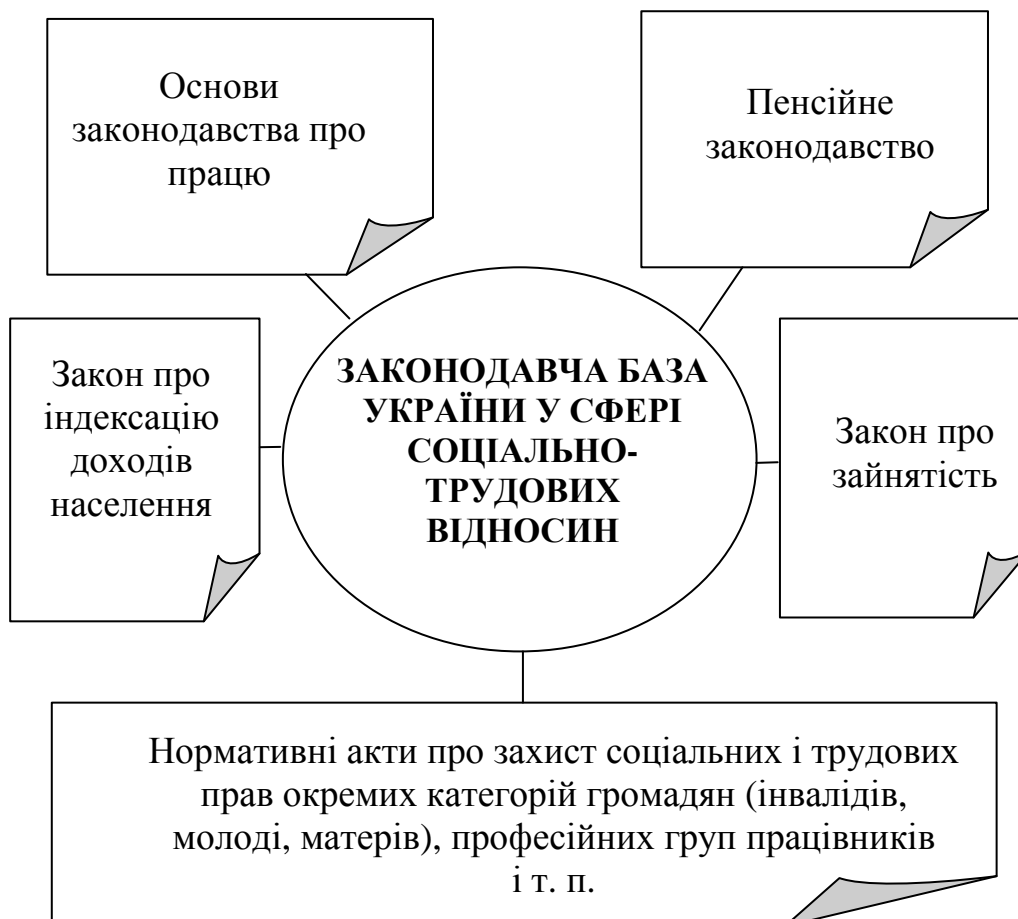 Основи
законодавства про
працю
Пенсійне
законодавство
Закон про
індексацію
доходів
населення
ЗАКОНОДАВЧА БАЗА
УКРАЇНИ У СФЕРІ
СОЦІАЛЬНО-
ТРУДОВИХ
ВІДНОСИН
Закон про
зайнятість
Нормативні акти про захист соціальних і трудових
прав окремих категорій громадян (інвалідів,
молоді, матерів), професійних груп працівників
і т. п.